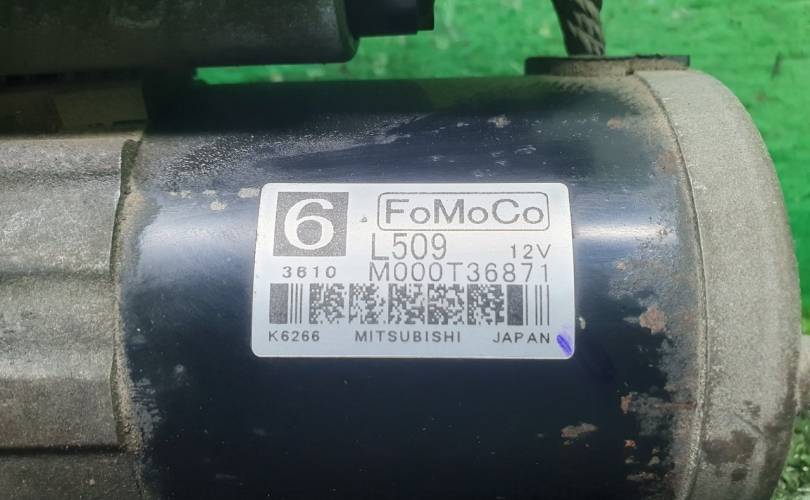 6 FoMoCo
L509 12V
3610 M000T36871
K6266 MITSUBISHI JAPAN